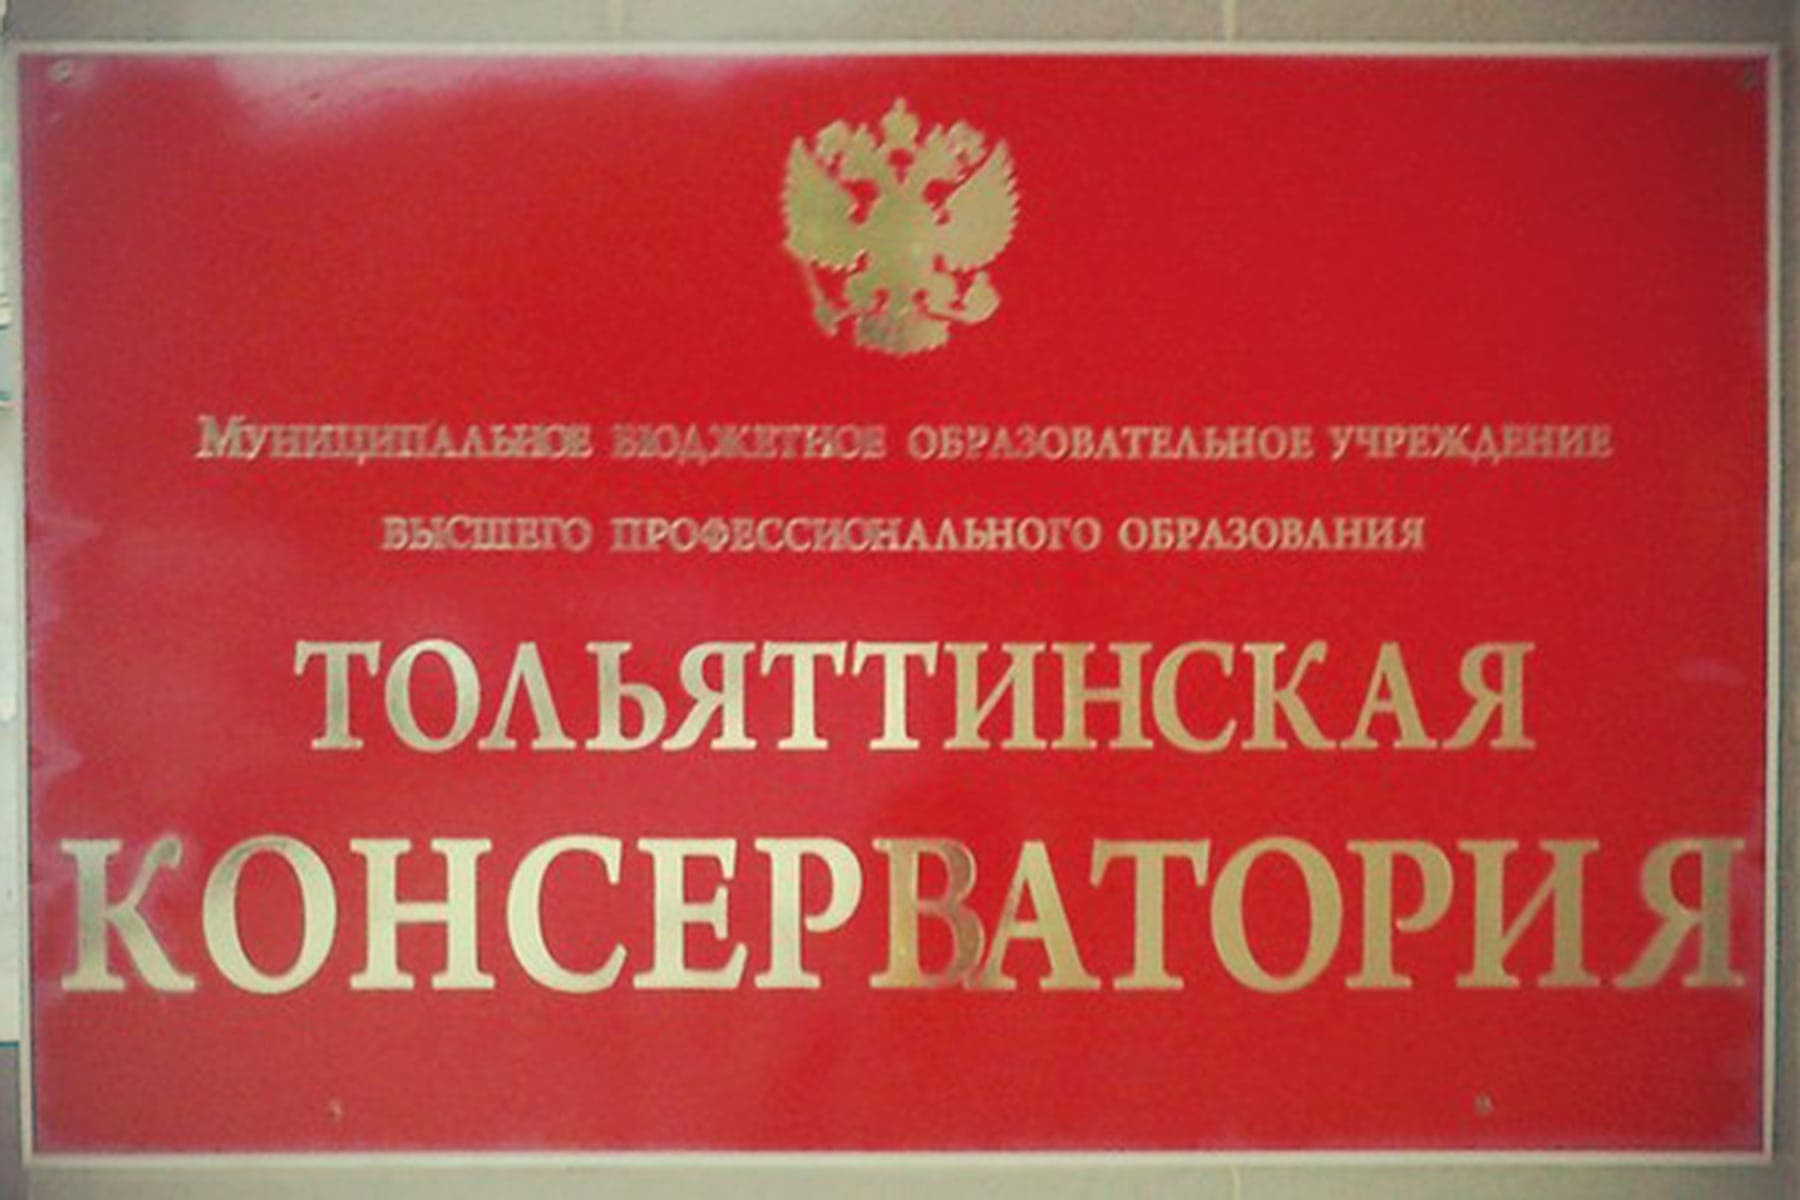 Муниципальное бюджетное образовательное учреждение
высшего профессионального образования
ТОЛЬЯТТИНСКАЯ
КОНСЕРВАТОРИЯ